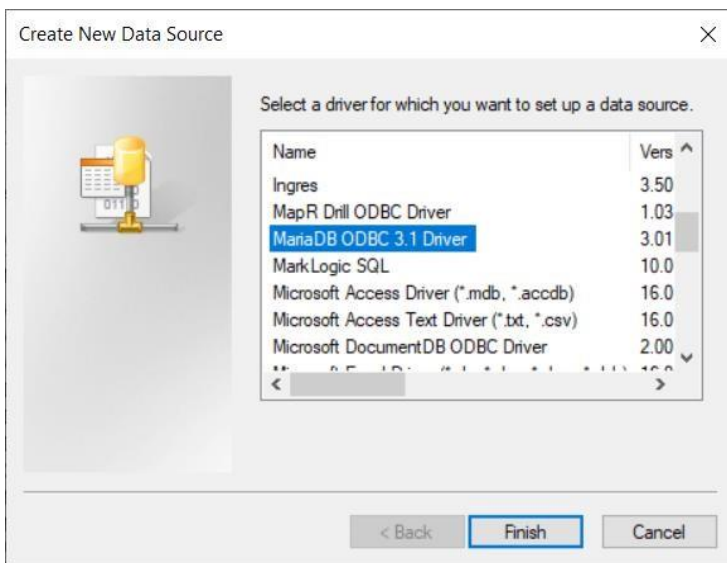 Create New Data Source
Select a driver for which you want to set up a data source.
Name Vers
Ingres 3.50
MapR Drill ODBC Driver 1.03
MariaDB ODBC 3.1 Driver 3.01
MarkLogic SQL 10.0
Microsoft Access Driver (*.mdb, *.accdb) 16.0
Microsoft Access Text Driver (*.txt, *.csv) 16.0
Microsoft DocumentDB ODBC Driver 2.00
< Back Finish Cancel